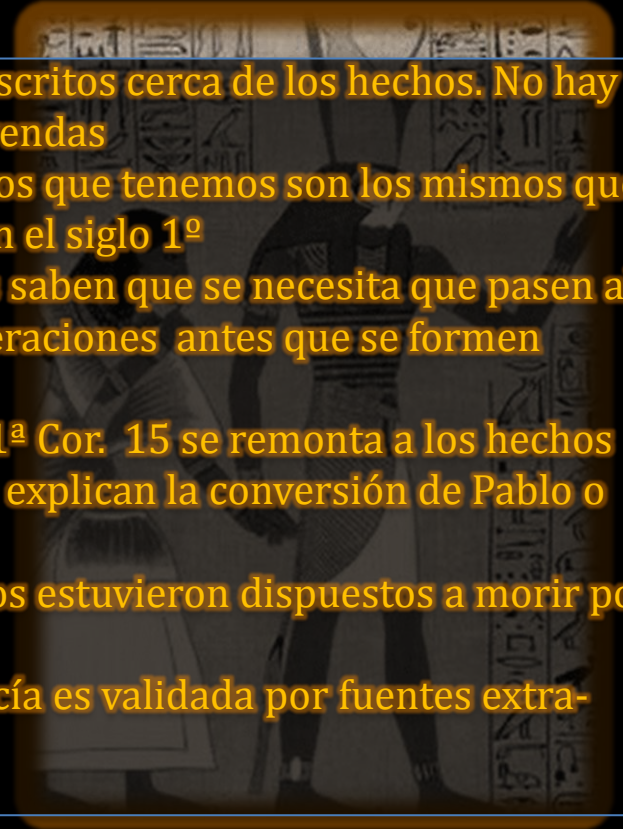 scritos cerca de los hechos. No hay
endas
os que tenemos son los mismos que
n el siglo 1º
saben que se necesita que pasen a
eraciones antes que se formen
1ª Cor. 15 se remonta a los hechos
explican la conversión de Pablo o
os estuvieron dispuestos a morir po
cía es validada por fuentes extra-